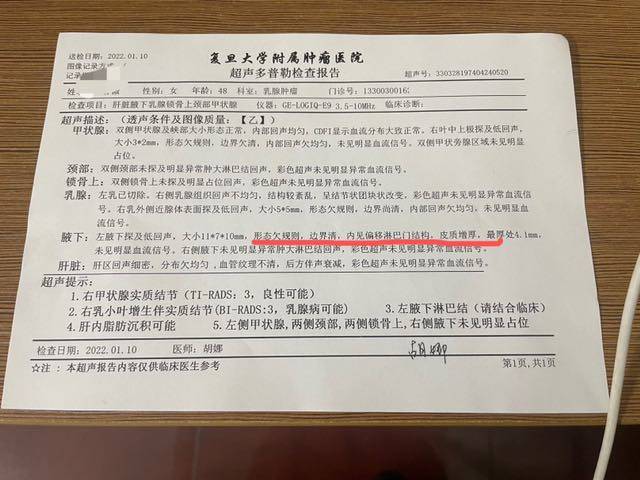 送检日期: 2022.01.10
复旦大学附属肿瘤医院
图像记录方式:
超声多普勒检查报告
超声号: 330328197404240520
记录
姓 性别: 女 年龄: 48 科室: 乳腺肿瘤 门诊号: 1330030016
检查项目: 肝脏腋下乳腺锁骨上颈部甲状腺 仪器: GE-LOGIQ-E9 3.5-10MHz 临床诊断:
超声描述: (透声条件及图像质量: 【乙】)
甲状腺: 双侧甲状腺及峡部大小形态正常, 内部回声均匀, CDFI显示血流分布大致正常。右叶中上极探及低回声,
大小3*2mm, 形态欠规则, 边界欠清, 内部回声欠均匀, 未见明显血流信号。双侧甲状旁腺区域未见明显
占位。
颈部: 双侧颈部未探及明显异常肿大淋巴结回声, 彩色超声未见明显异常血流信号。
锁骨上: 双侧锁骨上未探及明显占位回声, 彩色超声未见明显异常血流信号。
乳腺: 左乳已切除。右侧乳腺组织回声不均匀, 结构较紊乱, 呈结节状团块状改变, 彩色超声未见明显异常血流信
号。右乳外侧近腺体表面探及低回声, 大小5*5mm, 形态欠规则, 边界尚清, 内部回声欠均匀, 未见明显血
流信号。
腋下: 左腋下探及低回声, 大小11*7*10mm, 形态欠规则, 边界清, 内见偏移淋巴门结构, 皮质增厚, 最厚处4.1mm,
未见明显血流信号。右侧腋下未见明显异常肿大淋巴结回声, 彩色超声未见明显异常血流信号。
肝脏: 肝区回声细密, 分布欠均匀, 血管纹理不清, 后方伴声衰减, 彩色超声未见明显异常血流信号。
超声提示:
1.右甲状腺实质结节 (TI-RADS: 3, 良性可能)
2.右乳小叶增生伴实质结节(BI-RADS:3, 乳腺病可能) 3.左腋下淋巴结 (请结合临床)
4.肝内脂肪沉积可能 5.左侧甲状腺, 两侧颈部, 两侧锁骨上, 右侧腋下未见明显占位
检查日期: 2022.01.10 医师: 胡娜
胡娜
☆注 : 本超声报告内容仅供临床医生参考
第1页,共1页